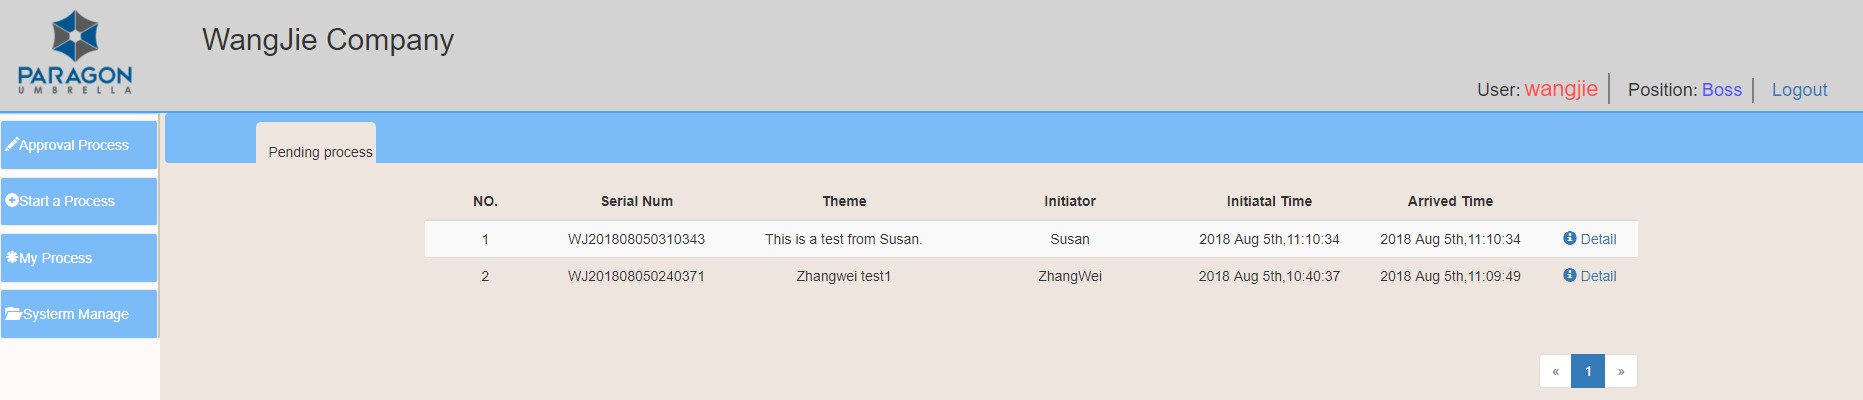 PARAGON
UMBRELLA
WangJie Company
User: wangjie Position: Boss Logout
Approval Process
Start a Process
My Process
Systerm Manage
Pending process
NO. Serial Num Theme Initiator Initiatal Time Arrived Time
1 WJ201808050310343 This is a test from Susan. Susan 2018 Aug 5th,11:10:34 2018 Aug 5th,11:10:34 Detail
2 WJ201808050240371 Zhangwei test1 ZhangWei 2018 Aug 5th,10:40:37 2018 Aug 5th,11:09:49 Detail
« 1 »